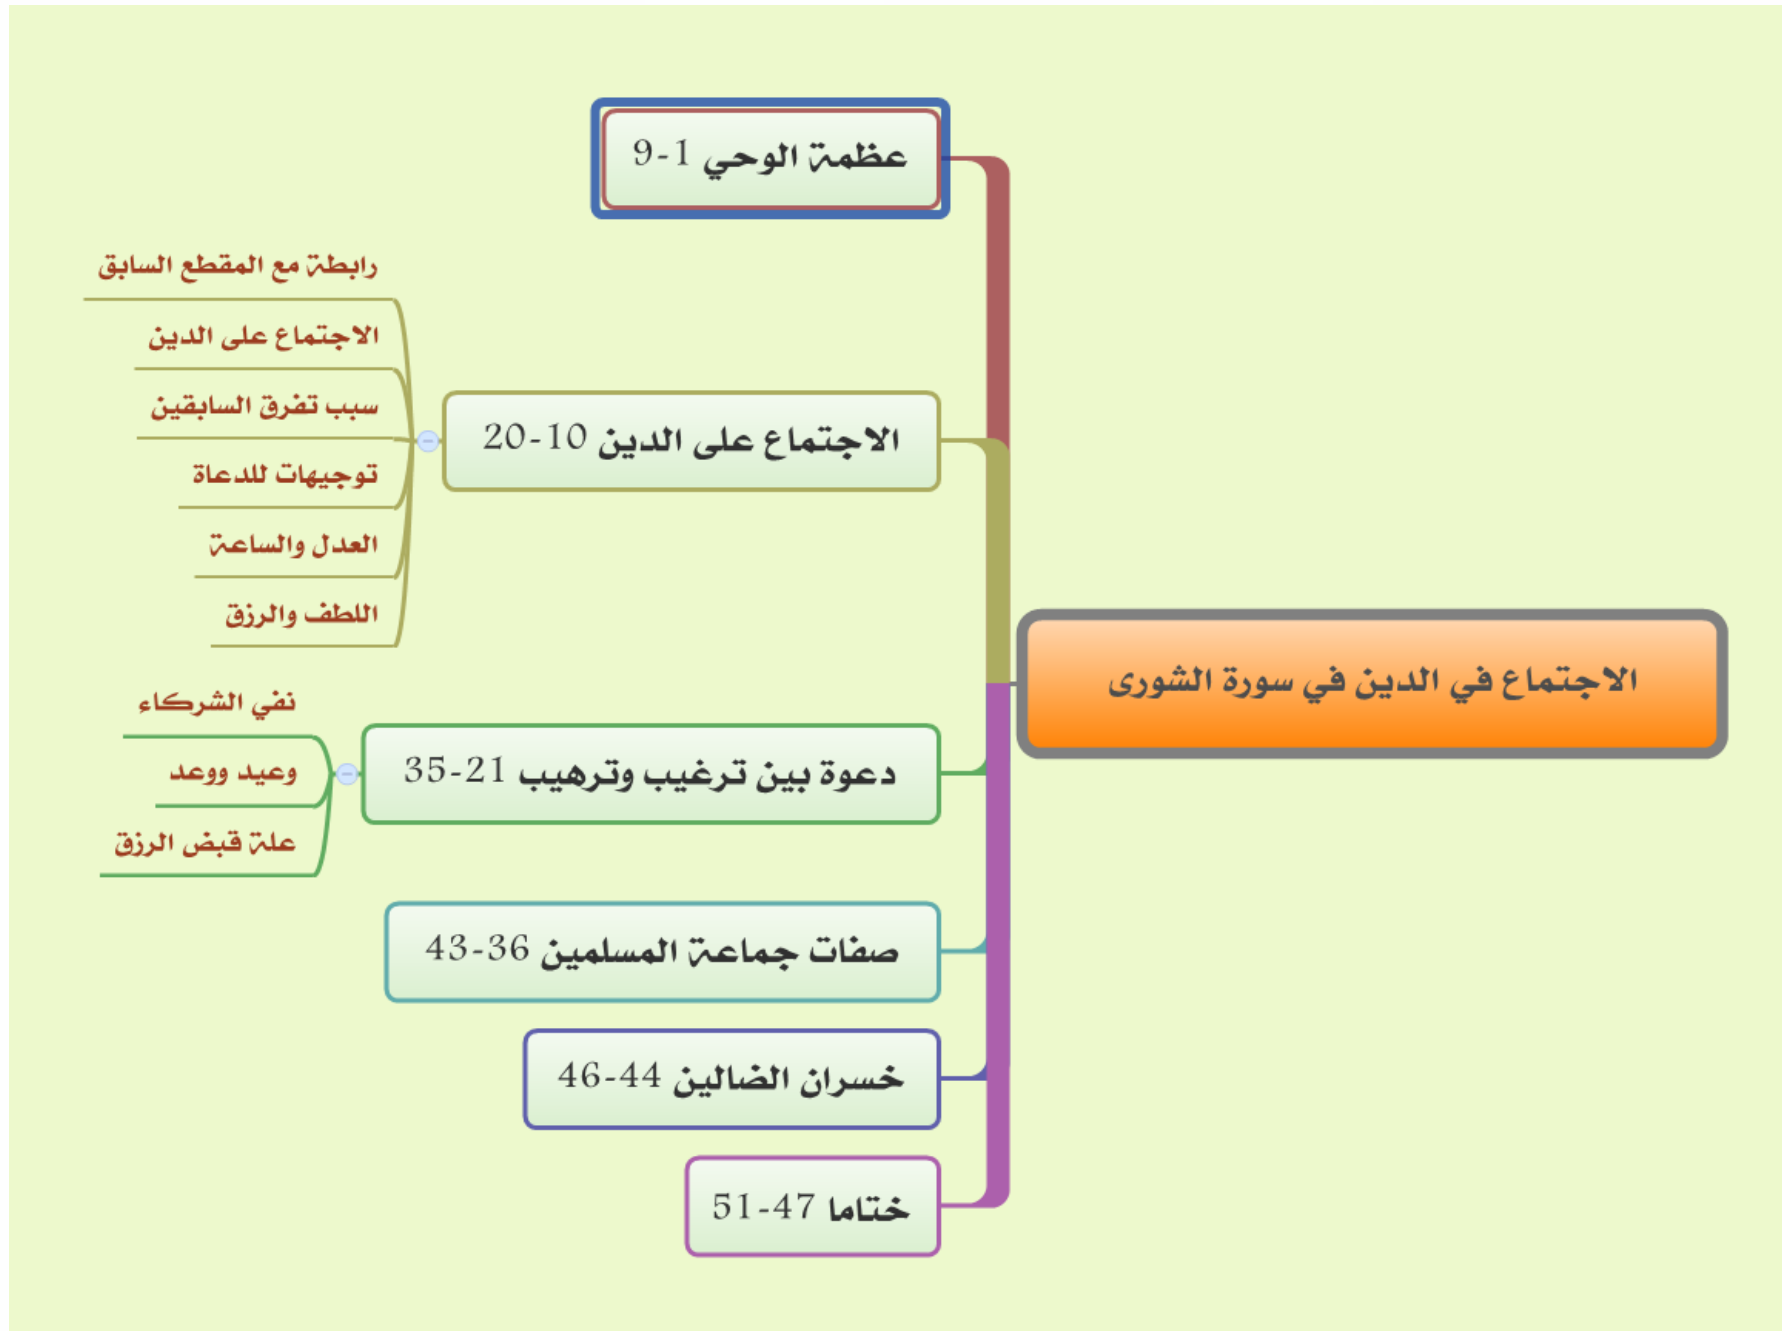 الاجتماع في الدين في سورة الشورى
عظمة الوحي 1-9
الاجتماع على الدين 10-20
رابطة مع المقطع السابق
الاجتماع على الدين
سبب تفرق السابقين
توجيهات للدعاة
العدل والساعة
اللطف والرزق
دعوة بين ترغيب وترهيب 21-35
نفي الشركاء
وعيد ووعد
علة قبض الرزق
صفات جماعة المسلمين 36-43
خسران الضالين 44-46
ختاما 47-51